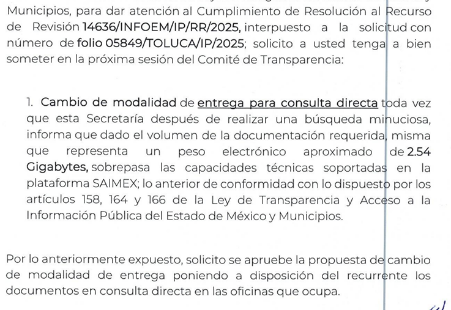 Municipios, para dar atención al Cumplimiento de Resolución al Recurso
de Revisión 14636/INFOEM/IP/RR/2025, interpuesto a la solicitud con
número de folio 05849/TOLUCA/IP/2025; solicito a usted tenga a bien
someter en la próxima sesión del Comité de Transparencia:
1. Cambio de modalidad de entrega para consulta directa toda vez
que esta Secretaría después de realizar una búsqueda minuciosa,
informa que dado el volumen de la documentación requerida, misma
que representa un peso electrónico aproximado de 2.54
Gigabytes, sobrepasa las capacidades técnicas soportadas en la
plataforma SAIMEX; lo anterior de conformidad con lo dispuesto por los
artículos 158, 164 y 166 de la Ley de Transparencia y Acceso a la
Información Pública del Estado de México y Municipios.
Por lo anteriormente expuesto, solicito se apruebe la propuesta de cambio
de modalidad de entrega poniendo a disposición del recurrente los
documentos en consulta directa en las oficinas que ocupa.